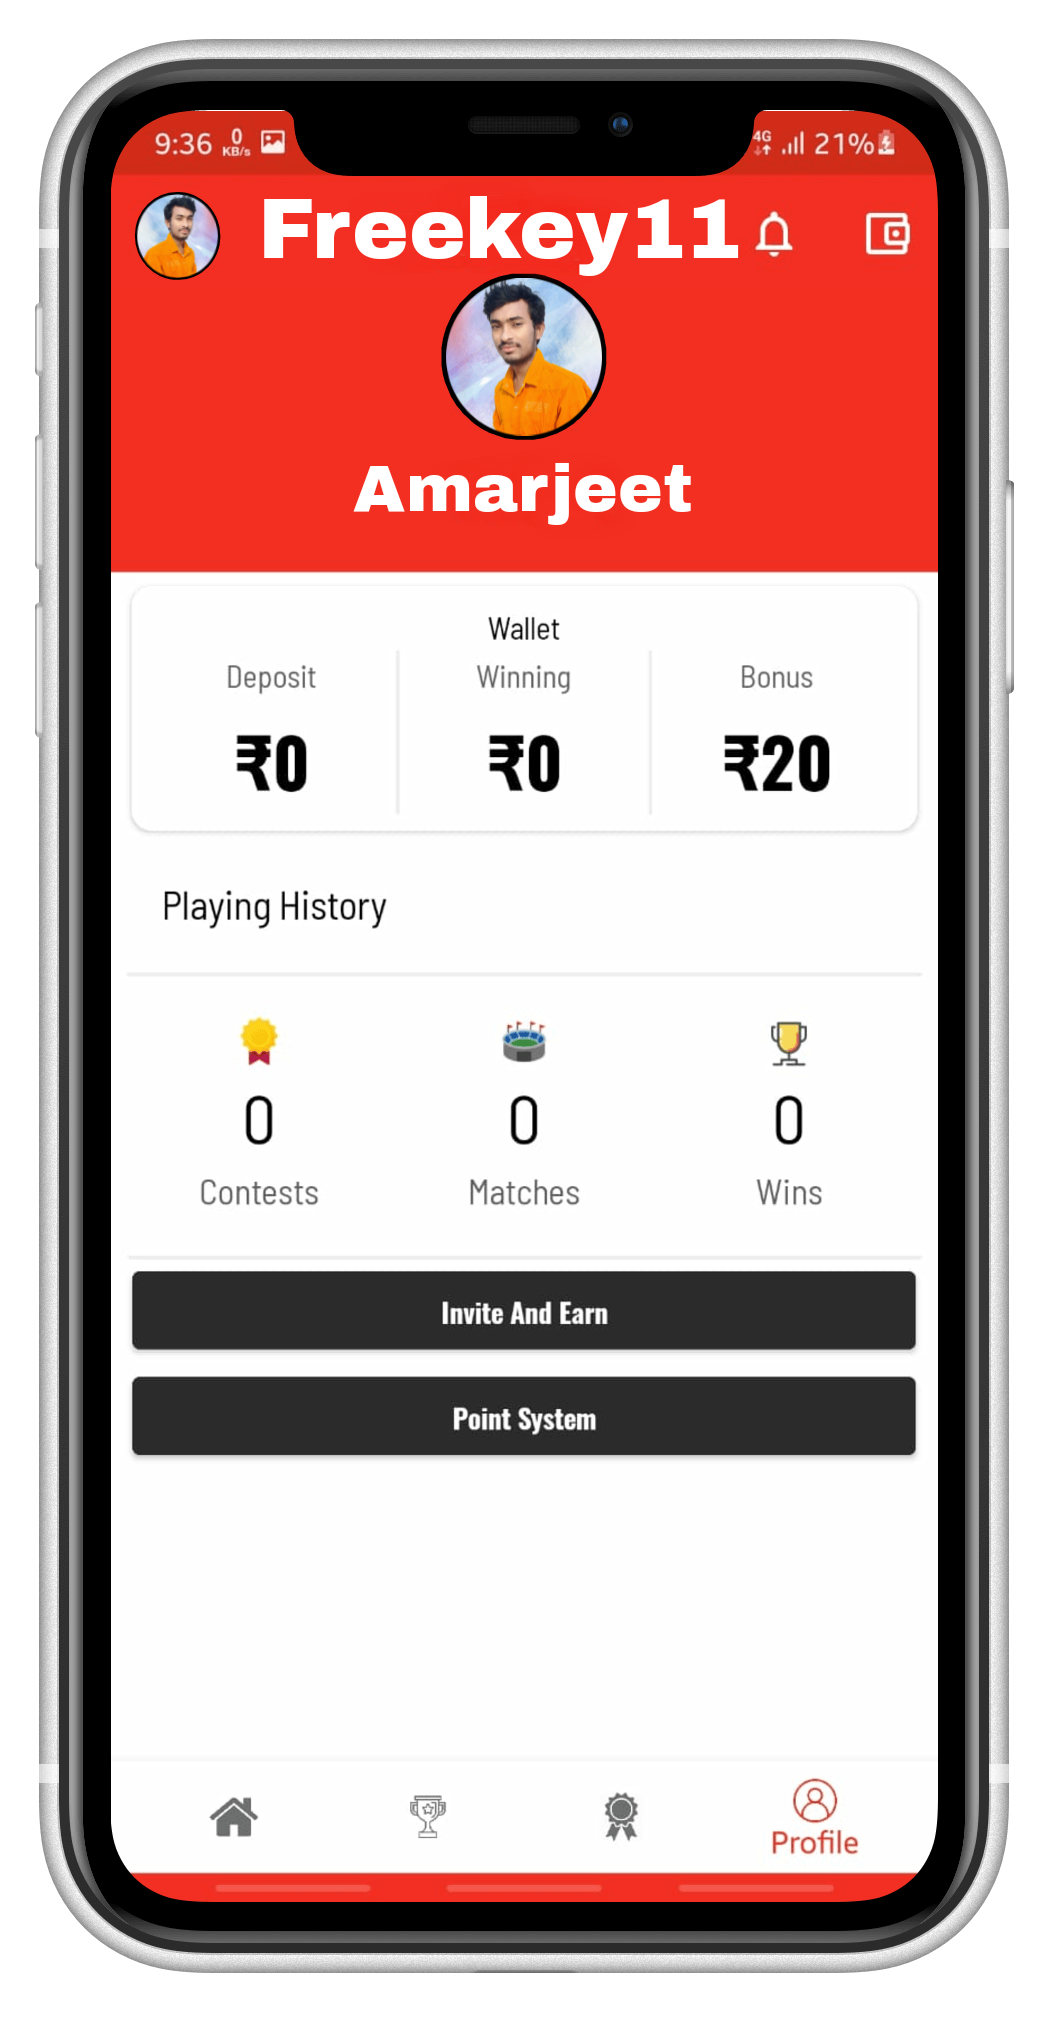 9:36 0 KB/s 4G 21%
Freekey11
Amarjeet
Wallet
Deposit Winning Bonus
₹0 ₹0 ₹20
Playing History
0 0 0
Contests Matches Wins
Invite And Earn
Point System
Profile